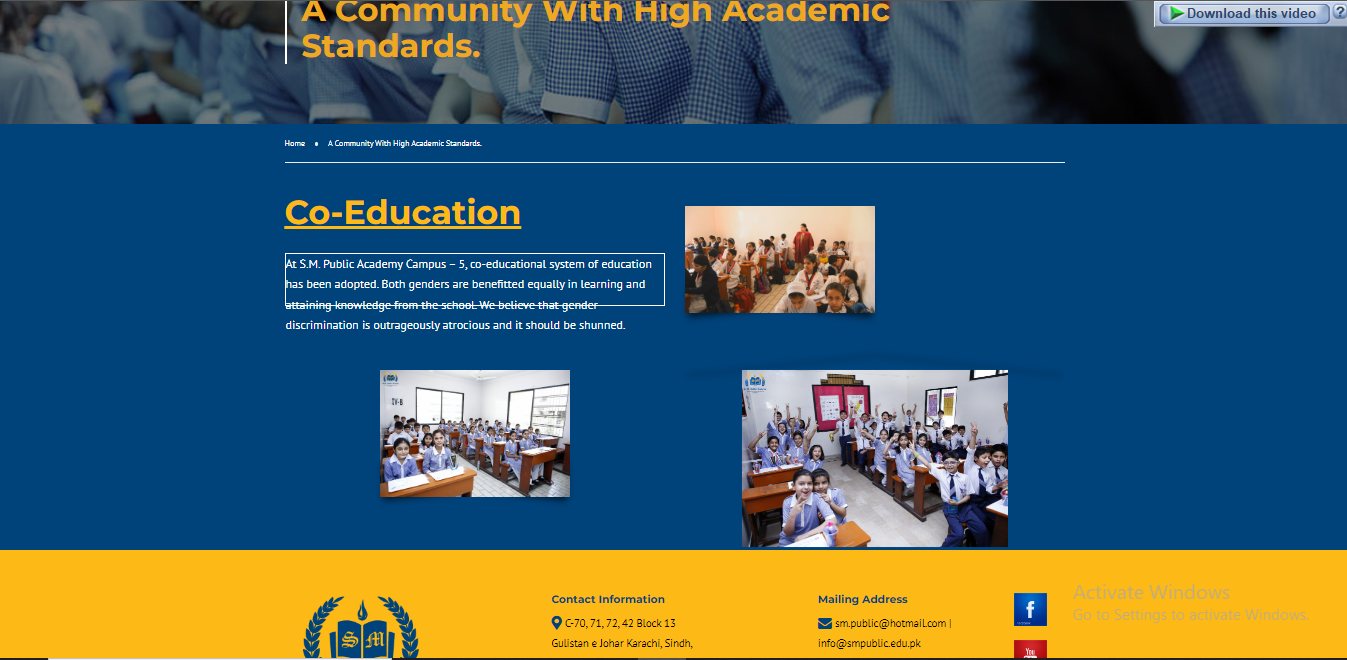 A Community With High Academic
Standards.
Download this video
?
Home • A Community With High Academic Standards.
Co-Education
At S.M. Public Academy Campus – 5, co-educational system of education
has been adopted. Both genders are benefitted equally in learning and
attaining knowledge from the school. We believe that gender
discrimination is outrageously atrocious and it should be shunned.
IV-B
SM
Contact Information
C-70, 71, 72, 42 Block 13
Gulistan e Johar Karachi, Sindh,
Mailing Address
sm.public@hotmail.com |
info@smpublic.edu.pk
f
You
Activate Windows
Go to Settings to activate Windows.